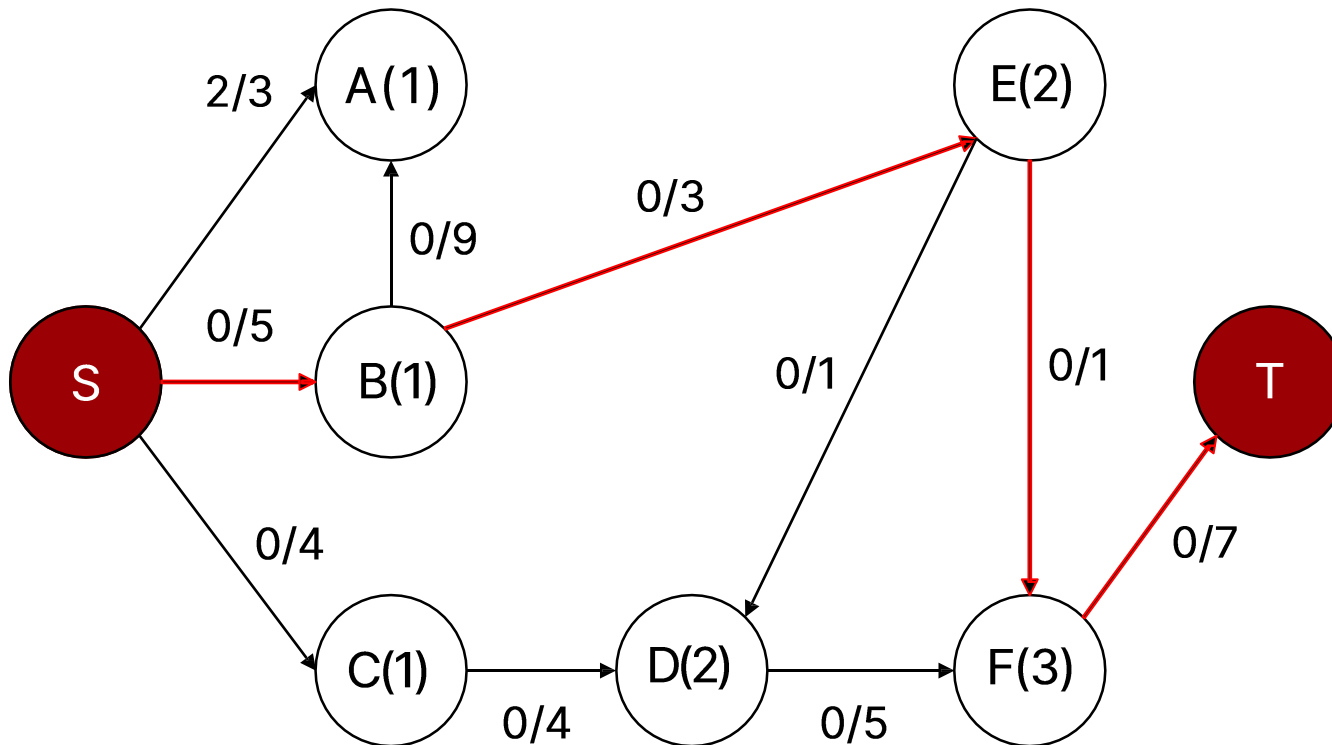 A(1)
E(2)
2/3
0/3
0/9
0/5
S
B(1)
0/1
0/1
T
0/4
0/7
C(1)
D(2)
F(3)
0/4
0/5